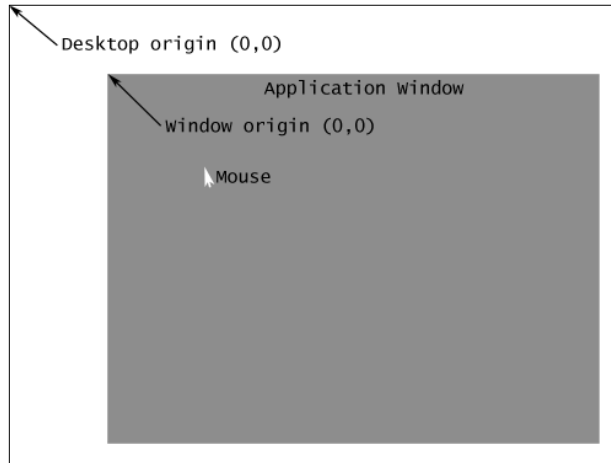 Desktop origin (0,0)
Application Window
Window origin (0,0)
Mouse